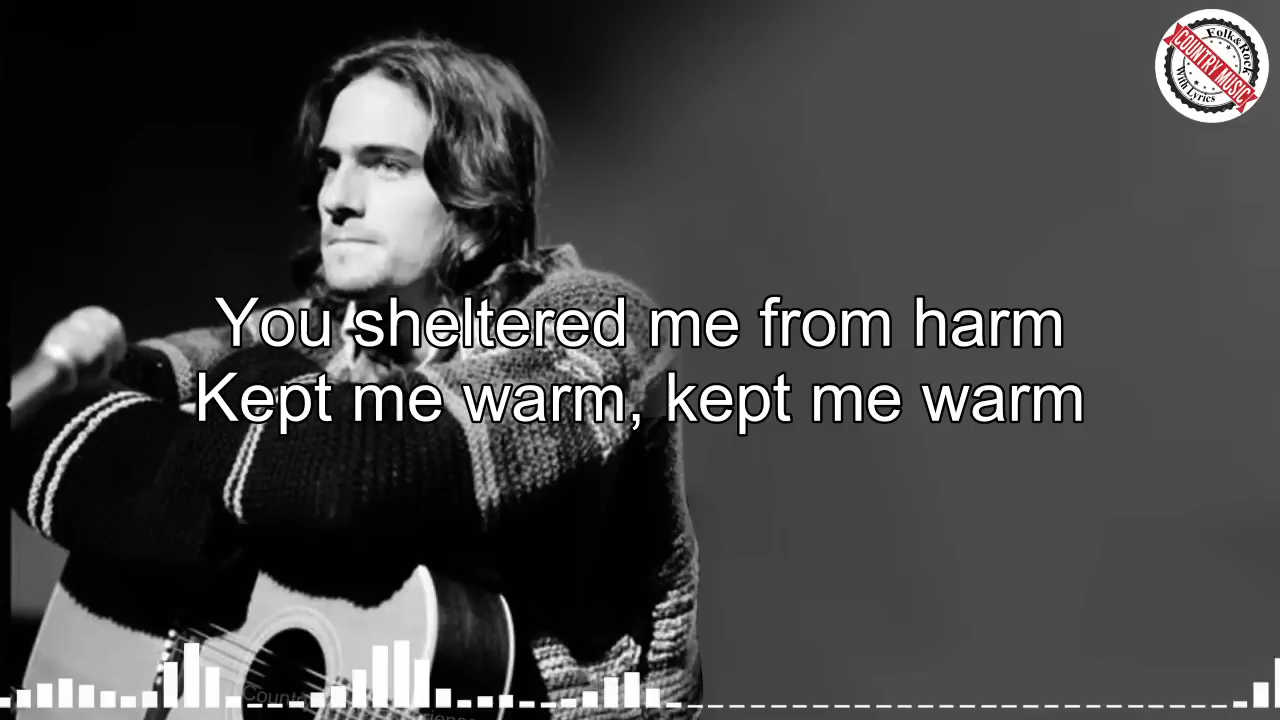 Folk&Rock
COUNTRY MUSIC
With Lyrics
You sheltered me from harm
Kept me warm, kept me warm